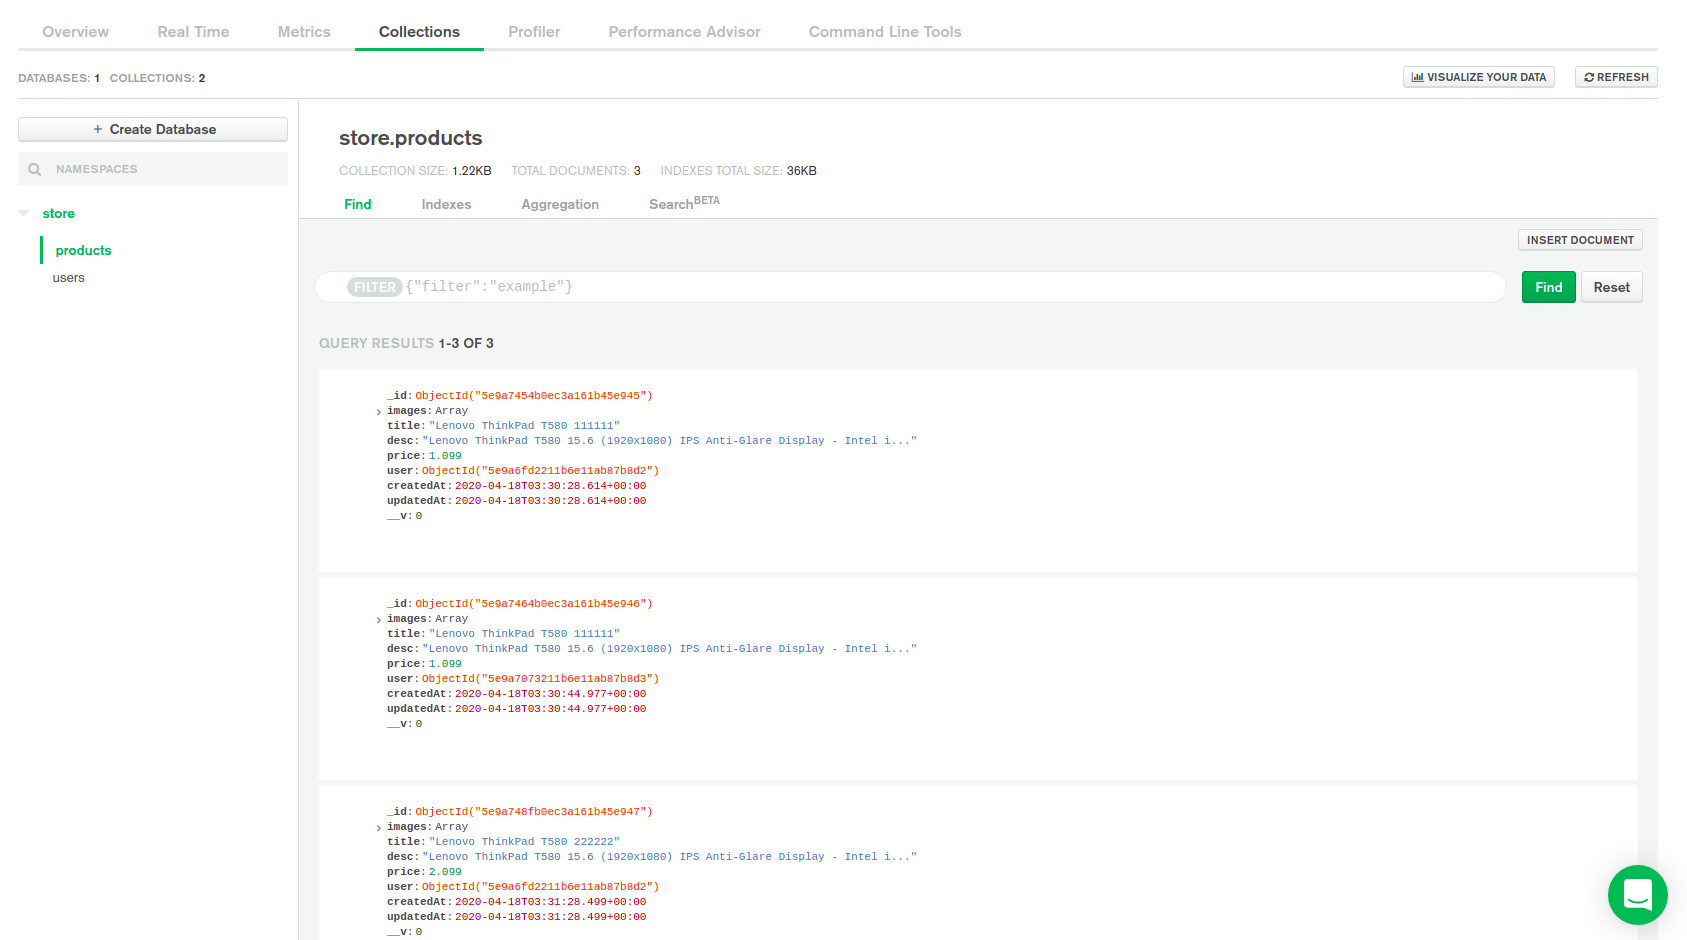 Overview Real Time Metrics Collections Profiler Performance Advisor Command Line Tools
DATABASES: 1 COLLECTIONS: 2
VISUALIZE YOUR DATA REFRESH
+ Create Database
NAMESPACES
store
products
users
store.products
COLLECTION SIZE: 1.22KB TOTAL DOCUMENTS: 3 INDEXES TOTAL SIZE: 36KB
Find Indexes Aggregation Search BETA
INSERT DOCUMENT
FILTER {"filter":"example"} Find Reset
QUERY RESULTS 1-3 OF 3
_id: ObjectId("5e9a7454b0ec3a161b45e945")
images: Array
title: "Lenovo ThinkPad T580 111111"
desc: "Lenovo ThinkPad T580 15.6 (1920x1080) IPS Anti-Glare Display - Intel i..."
price: 1.099
user: ObjectId("5e9a6fd2211b6e11ab87b8d2")
createdAt: 2020-04-18T03:30:28.614+00:00
updatedAt: 2020-04-18T03:30:28.614+00:00
__v: 0
_id: ObjectId("5e9a7464b0ec3a161b45e946")
images: Array
title: "Lenovo ThinkPad T580 111111"
desc: "Lenovo ThinkPad T580 15.6 (1920x1080) IPS Anti-Glare Display - Intel i..."
price: 1.099
user: ObjectId("5e9a7073211b6e11ab87b8d3")
createdAt: 2020-04-18T03:30:44.977+00:00
updatedAt: 2020-04-18T03:30:44.977+00:00
__v: 0
_id: ObjectId("5e9a748fb0ec3a161b45e947")
images: Array
title: "Lenovo ThinkPad T580 222222"
desc: "Lenovo ThinkPad T580 15.6 (1920x1080) IPS Anti-Glare Display - Intel i..."
price: 2.099
user: ObjectId("5e9a6fd2211b6e11ab87b8d2")
createdAt: 2020-04-18T03:31:28.499+00:00
updatedAt: 2020-04-18T03:31:28.499+00:00
__v: 0